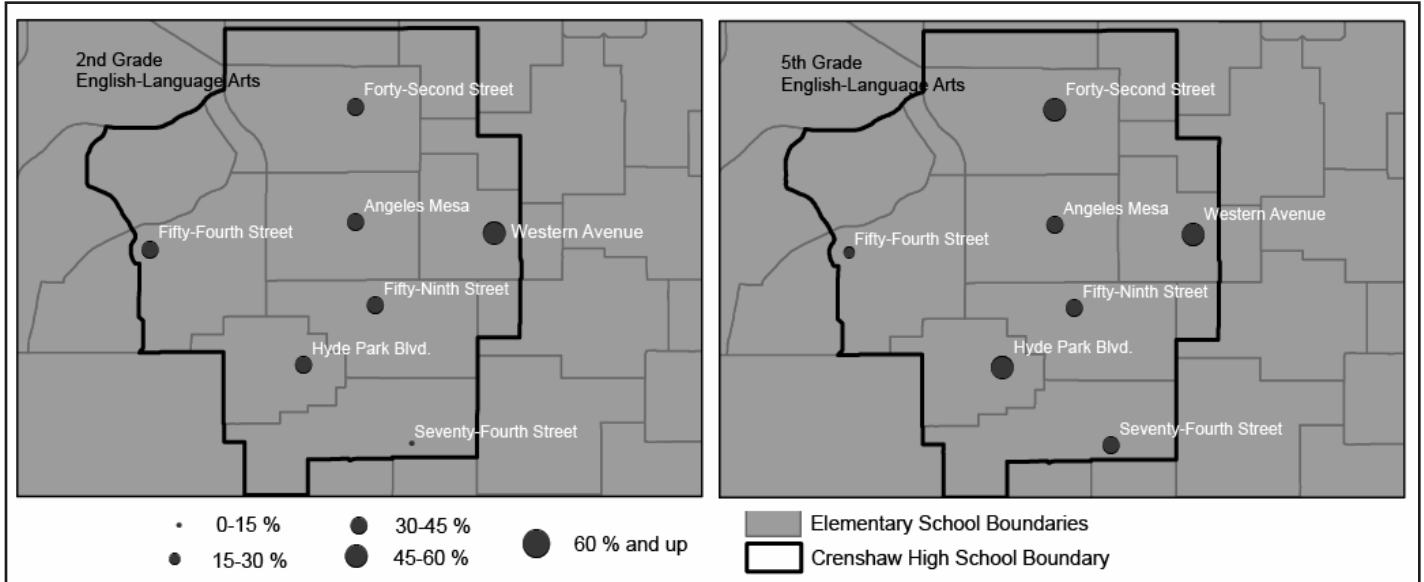 2nd Grade
English-Language Arts
Forty-Second Street
Angeles Mesa
Western Avenue
Fifty-Fourth Street
Fifty-Ninth Street
Hyde Park Blvd.
Seventy-Fourth Street
5th Grade
English-Language Arts
Forty-Second Street
Angeles Mesa
Western Avenue
Fifty-Fourth Street
Fifty-Ninth Street
Hyde Park Blvd.
Seventy-Fourth Street
0-15 %
15-30 %
30-45 %
45-60 %
60 % and up
Elementary School Boundaries
Crenshaw High School Boundary